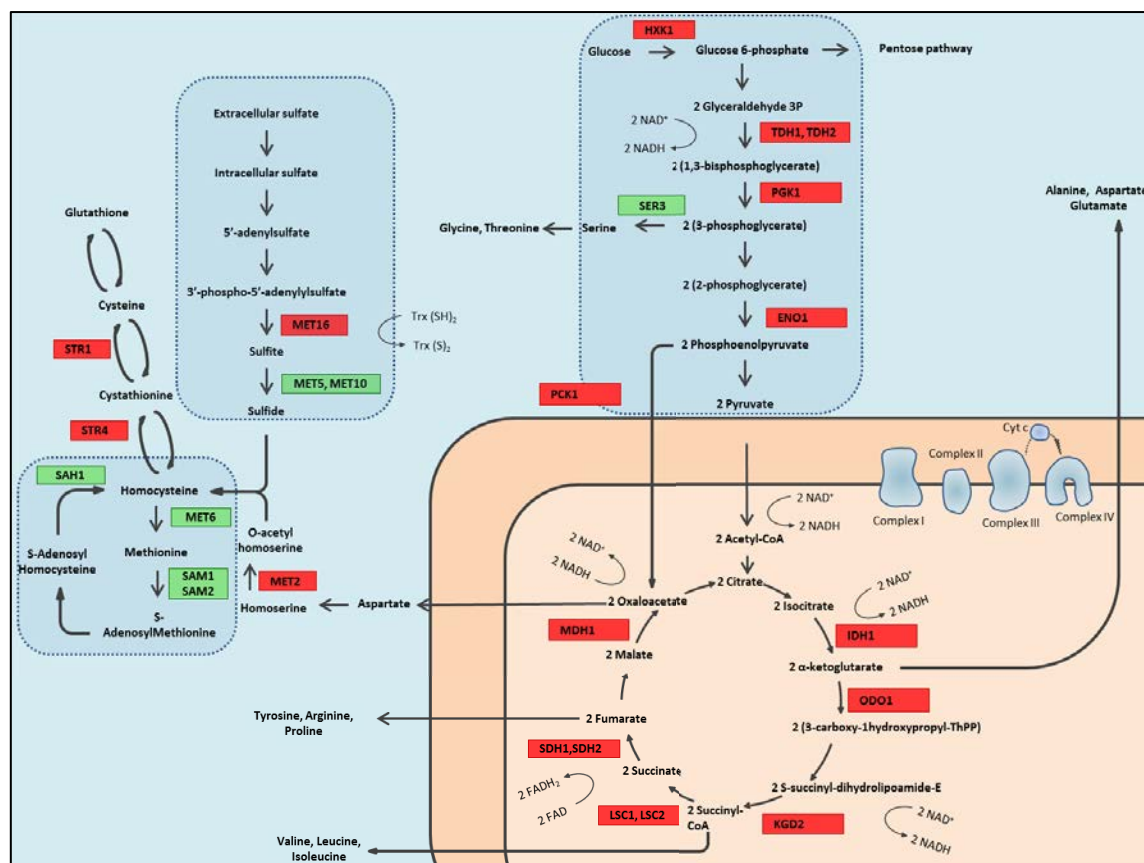 HXK1
Glucose
Glucose 6-phosphate
Pentose pathway
2 Glyceraldehyde 3P
2 NAD⁺
2 NADH
TDH1, TDH2
2 (1,3-bisphosphoglycerate)
PGK1
SER3
Glycine, Threonine
Serine
2 (3-phosphoglycerate)
2 (2-phosphoglycerate)
ENO1
2 Phosphoenolpyruvate
PCK1
2 Pyruvate
Extracellular sulfate
Intracellular sulfate
5'-adenylsulfate
3'-phospho-5'-adenylylsulfate
MET16
Trx (SH)₂
Trx (S)₂
Sulfite
MET5, MET10
Sulfide
Glutathione
Cysteine
STR1
Cystathionine
STR4
SAH1
Homocysteine
MET6
Methionine
S-Adenosyl
Homocysteine
SAM1
SAM2
S-
AdenosylMethionine
O-acetyl
homoserine
MET2
Homoserine
Aspartate
Alanine, Aspartate
Glutamate
Cyt c
Complex II
Complex I
Complex III
Complex IV
2 NAD⁺
2 NADH
2 Acetyl-CoA
2 NAD⁺
2 NADH
2 Citrate
2 Oxaloacetate
2 Isocitrate
2 NAD⁺
2 NADH
MDH1
IDH1
2 Malate
2 α-ketoglutarate
ODO1
Tyrosine, Arginine,
Proline
2 Fumarate
2 (3-carboxy-1hydroxypropyl-ThPP)
SDH1,SDH2
2 Succinate
2 FADH₂
2 FAD
2 S-succinyl-dihydrolipoamide-E
LSC1, LSC2
2 Succinyl-
CoA
KGD2
2 NAD⁺
2 NADH
Valine, Leucine,
Isoleucine